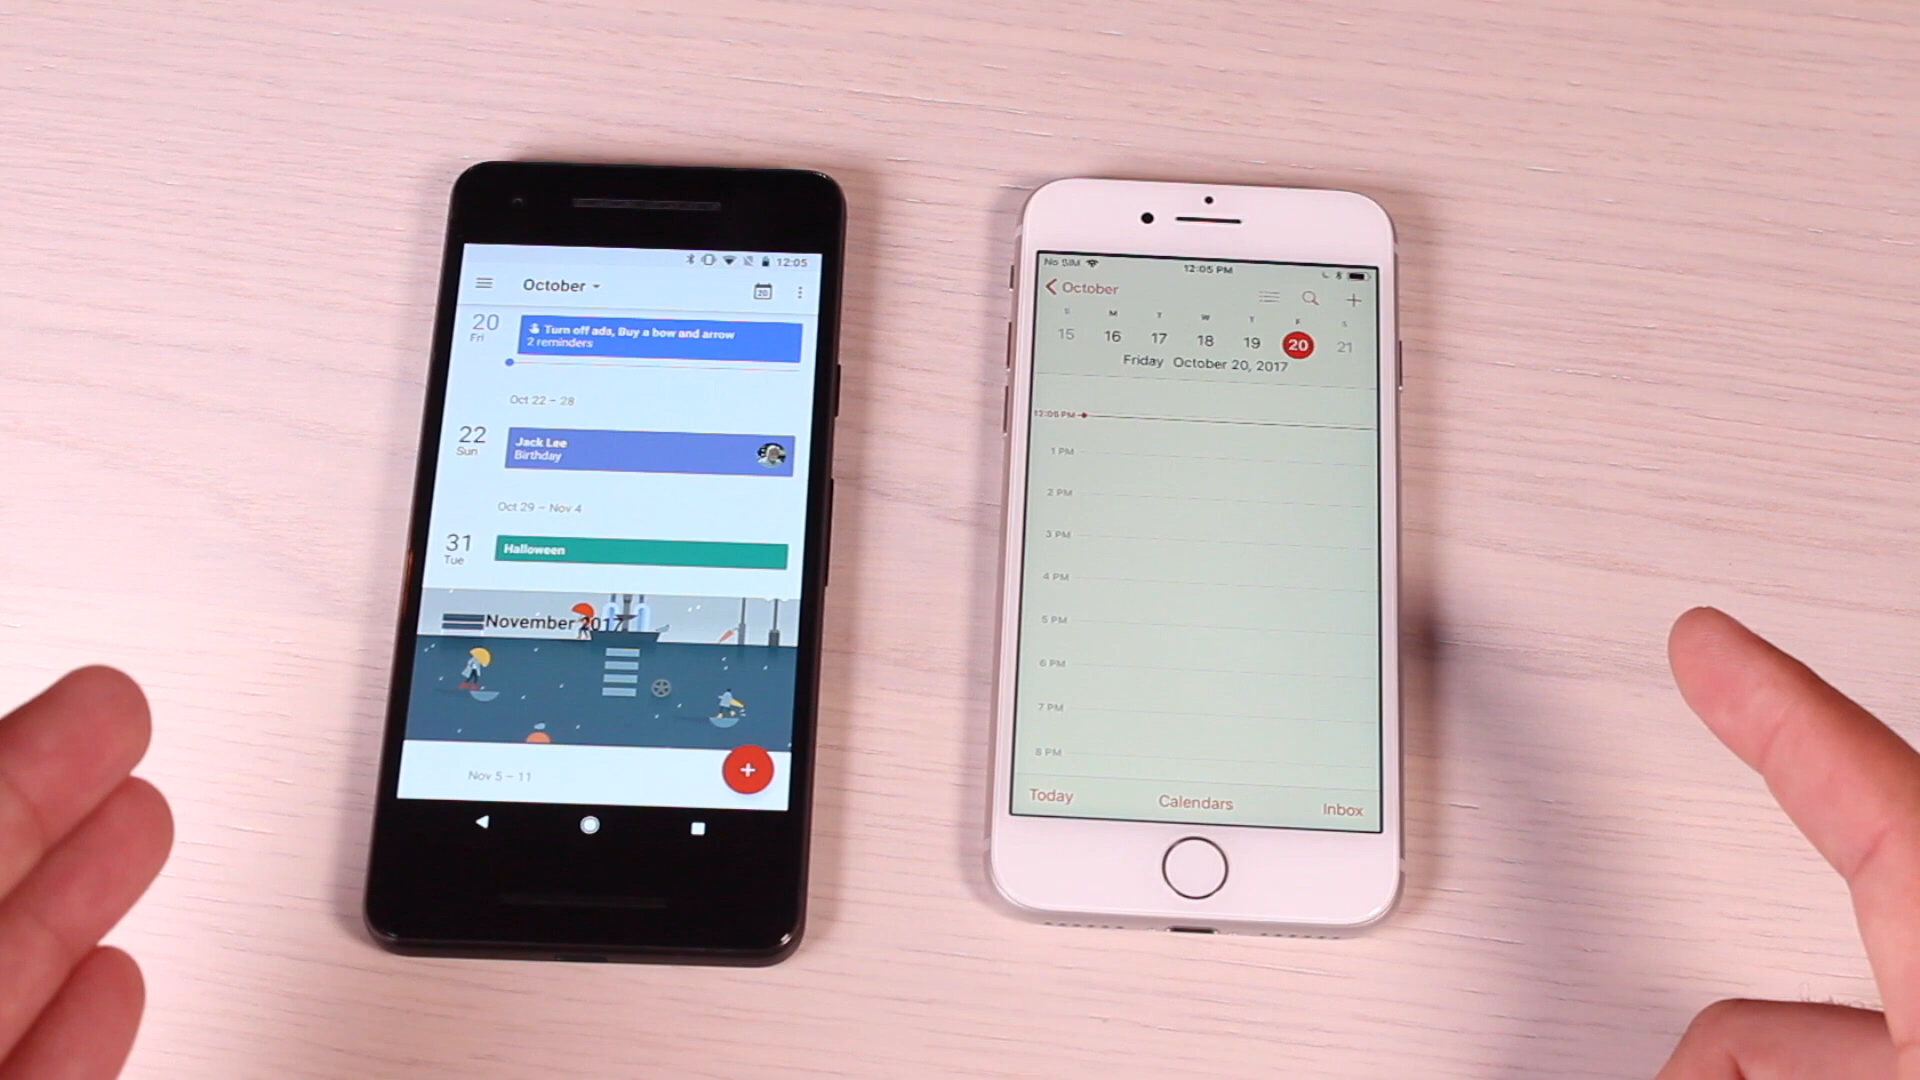 12:05
October
20
20
Fri
Turn off ads, Buy a bow and arrow
2 reminders
Oct 22 – 28
22
Sun
Jack Lee
Birthday
Oct 29 – Nov 4
31
Tue
Halloween
November 2017
Nov 5 – 11
No SIM
12:05 PM
October
S M T W T F S
15 16 17 18 19 20 21
Friday October 20, 2017
12:05 PM
1 PM
2 PM
3 PM
4 PM
5 PM
6 PM
7 PM
8 PM
Today Calendars Inbox